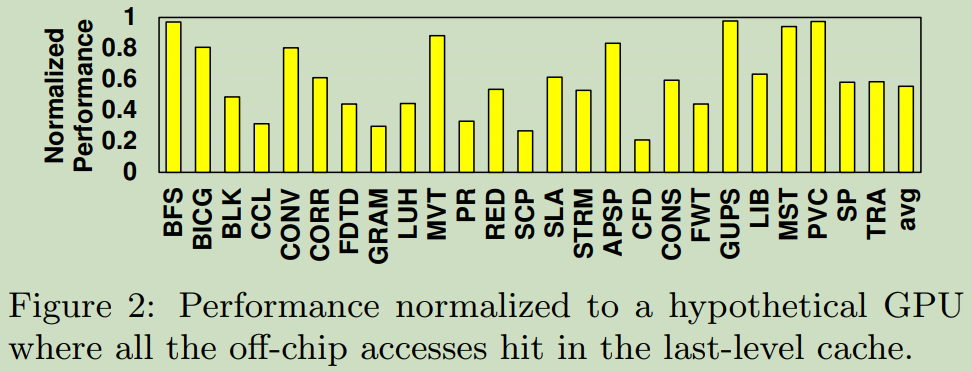 Normalized
Performance
1
0.8
0.6
0.4
0.2
0
BFS
BICG
BLK
CCL
CONV
CORR
FDTD
GRAM
LUH
MVT
PR
RED
SCP
SLA
STRM
APSP
CFD
CONS
FWT
GUPS
LIB
MST
PVC
SP
TRA
avg
Figure 2: Performance normalized to a hypothetical GPU
where all the off-chip accesses hit in the last-level cache.